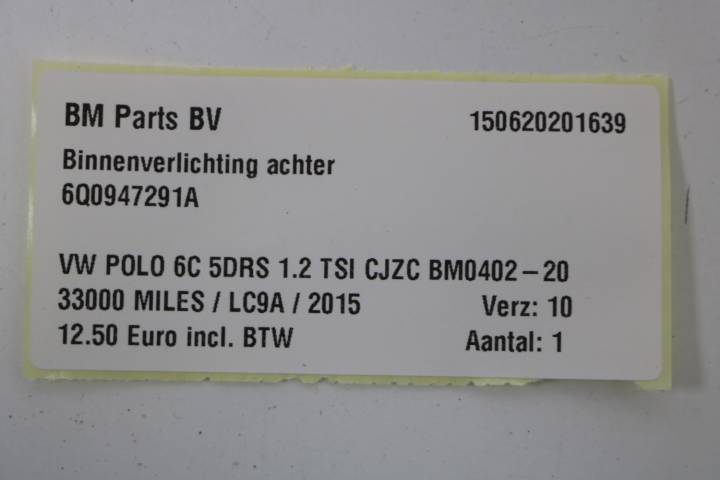 BM Parts BV 150620201639
Binnenverlichting achter
6Q0947291A
VW POLO 6C 5DRS 1.2 TSI CJZC BM0402-20
33000 MILES / LC9A / 2015 Verz: 10
12.50 Euro incl. BTW Aantal: 1